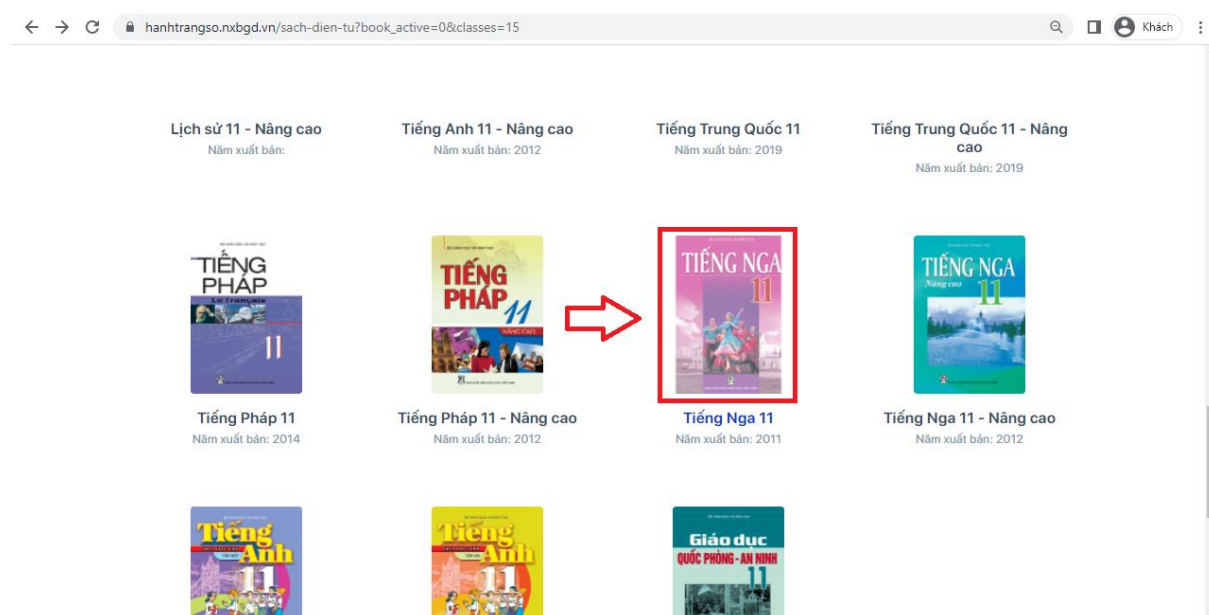 hanhtrangso.nxbgd.vn/sach-dien-tu?book_active=0&classes=15
Khách
Lịch sử 11 - Nâng cao
Tiếng Anh 11 - Nâng cao
Tiếng Trung Quốc 11
Tiếng Trung Quốc 11 - Nâng
cao
Năm xuất bản:
Năm xuất bản: 2012
Năm xuất bản: 2019
Năm xuất bản: 2019
TIẾNG
PHÁP
Le français
11
TIẾNG
PHÁP
11
NÂNG CAO
TIẾNG NGA
11
TIẾNG NGA
Nâng cao
11
Tiếng Pháp 11
Tiếng Pháp 11 - Nâng cao
Tiếng Nga 11
Tiếng Nga 11 - Nâng cao
Năm xuất bản: 2014
Năm xuất bản: 2012
Năm xuất bản: 2011
Năm xuất bản: 2012
Tiếng
Anh
11
Tiếng
Anh
11
Giáo dục
QUỐC PHÒNG - AN NINH
11